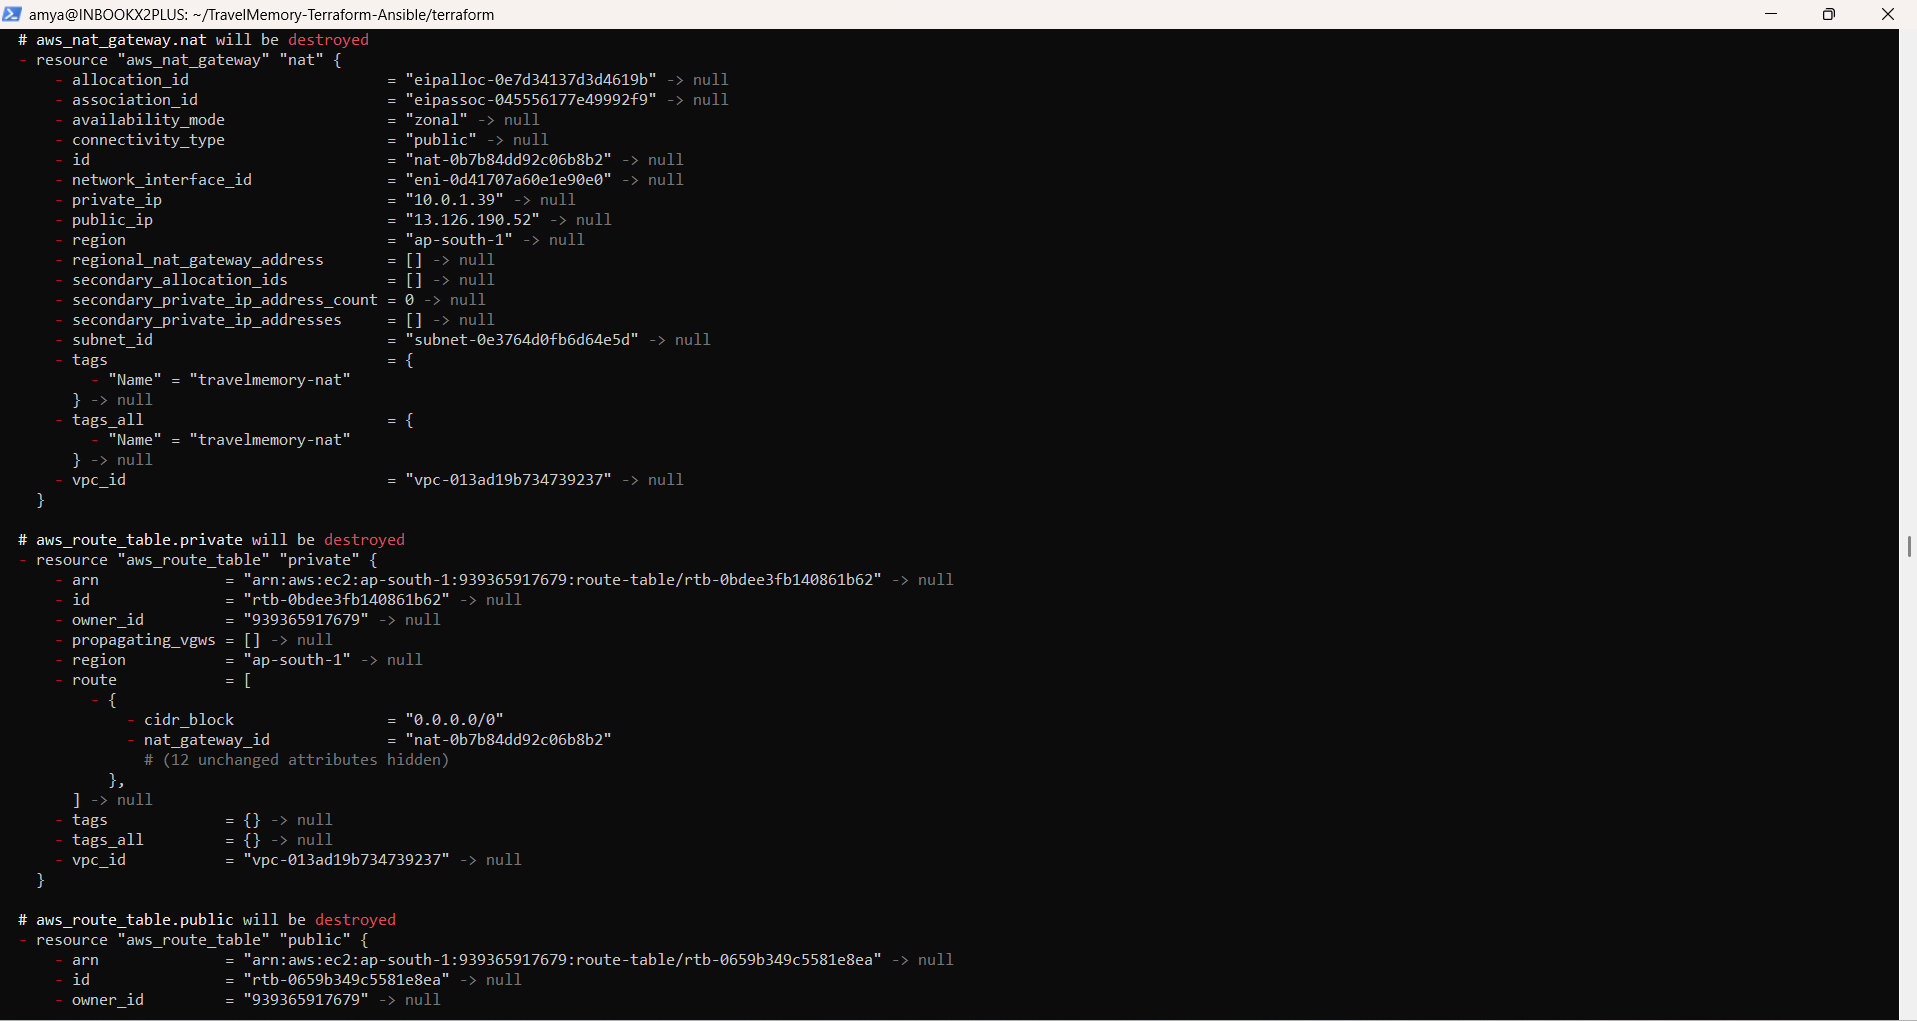 amya@INBOOKX2PLUS: ~/TravelMemory-Terraform-Ansible/terraform
# aws_nat_gateway.nat will be destroyed
- resource "aws_nat_gateway" "nat" {
    - allocation_id                      = "eipalloc-0e7d34137d3d4619b" -> null
    - association_id                     = "eipassoc-045556177e49992f9" -> null
    - availability_mode                  = "zonal" -> null
    - connectivity_type                  = "public" -> null
    - id                                 = "nat-0b7b84dd92c06b8b2" -> null
    - network_interface_id               = "eni-0d41707a60e1e90e0" -> null
    - private_ip                         = "10.0.1.39" -> null
    - public_ip                          = "13.126.190.52" -> null
    - region                             = "ap-south-1" -> null
    - regional_nat_gateway_address       = [] -> null
    - secondary_allocation_ids           = [] -> null
    - secondary_private_ip_address_count = 0 -> null
    - secondary_private_ip_addresses     = [] -> null
    - subnet_id                          = "subnet-0e3764d0fb6d64e5d" -> null
    - tags                               = {
        - "Name" = "travelmemory-nat"
      } -> null
    - tags_all                           = {
        - "Name" = "travelmemory-nat"
      } -> null
    - vpc_id                             = "vpc-013ad19b734739237" -> null
  }
# aws_route_table.private will be destroyed
- resource "aws_route_table" "private" {
    - arn              = "arn:aws:ec2:ap-south-1:939365917679:route-table/rtb-0bdee3fb140861b62" -> null
    - id               = "rtb-0bdee3fb140861b62" -> null
    - owner_id         = "939365917679" -> null
    - propagating_vgws = [] -> null
    - region           = "ap-south-1" -> null
    - route            = [
        - {
            - cidr_block                 = "0.0.0.0/0"
            - nat_gateway_id             = "nat-0b7b84dd92c06b8b2"
              # (12 unchanged attributes hidden)
          },
      ] -> null
    - tags             = {} -> null
    - tags_all         = {} -> null
    - vpc_id           = "vpc-013ad19b734739237" -> null
  }
# aws_route_table.public will be destroyed
- resource "aws_route_table" "public" {
    - arn              = "arn:aws:ec2:ap-south-1:939365917679:route-table/rtb-0659b349c5581e8ea" -> null
    - id               = "rtb-0659b349c5581e8ea" -> null
    - owner_id         = "939365917679" -> null